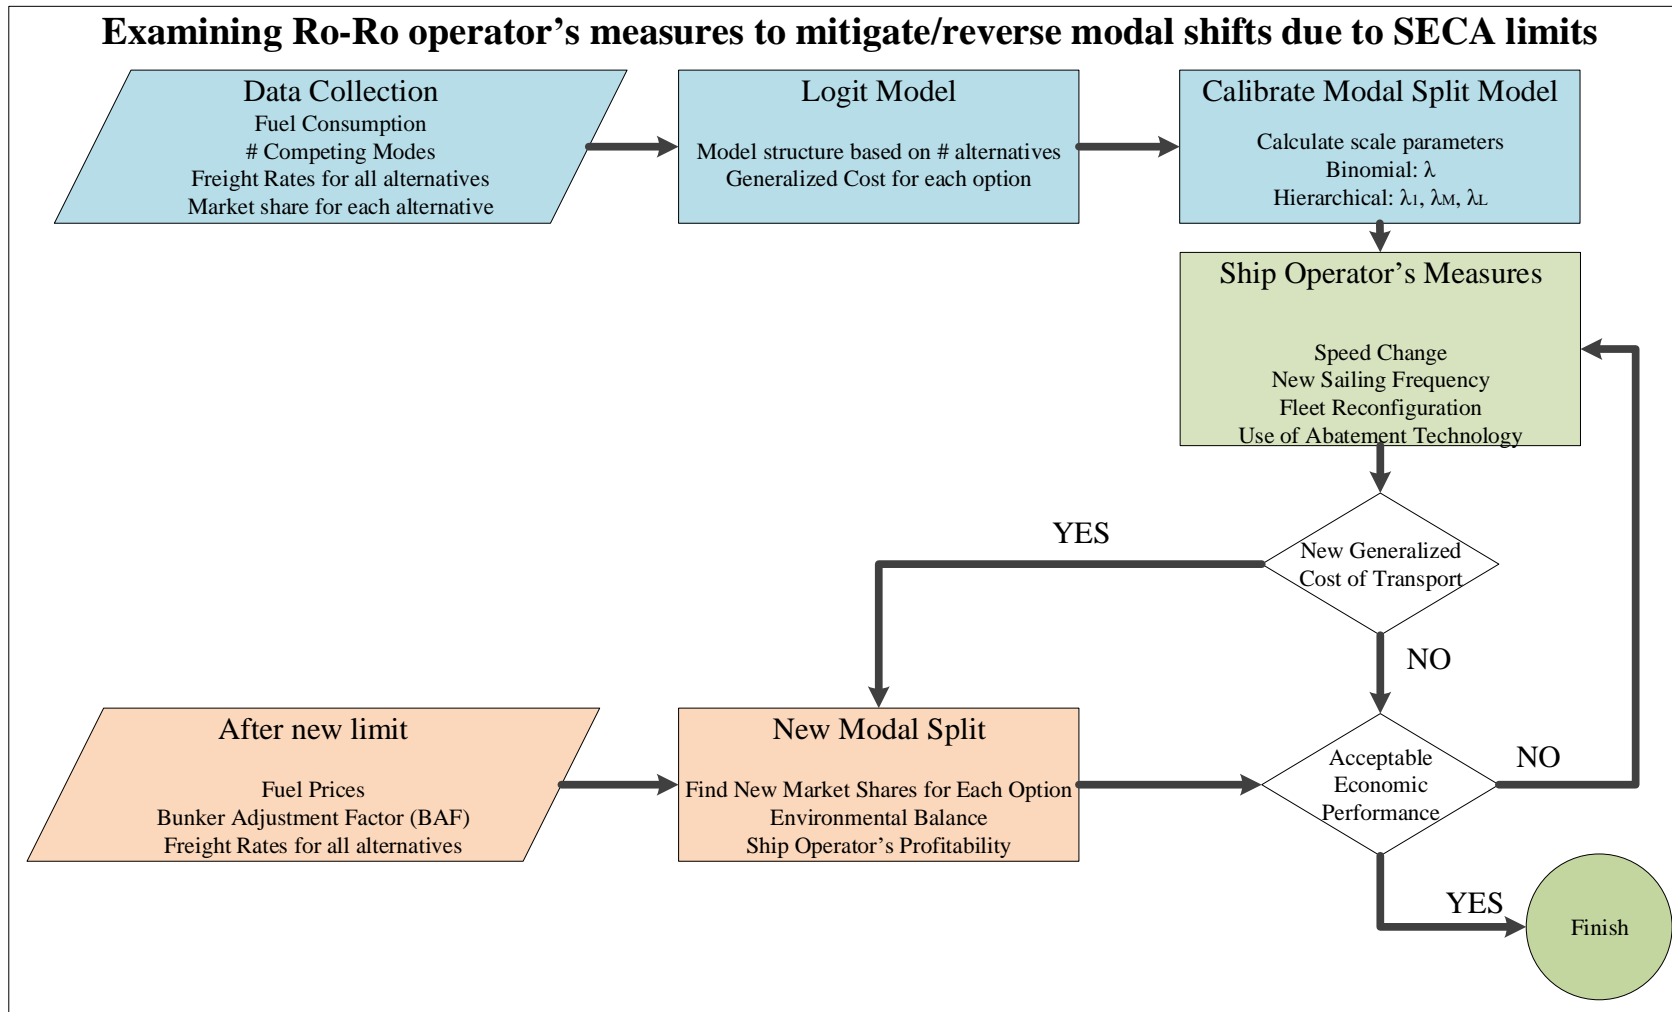 Examining Ro-Ro operator’s measures to mitigate/reverse modal shifts due to SECA limits
Data Collection
Fuel Consumption
# Competing Modes
Freight Rates for all alternatives
Market share for each alternative
Logit Model
Model structure based on # alternatives
Generalized Cost for each option
Calibrate Modal Split Model
Calculate scale parameters
Binomial: λ
Hierarchical: λ1, λM, λL
Ship Operator’s Measures
Speed Change
New Sailing Frequency
Fleet Reconfiguration
Use of Abatement Technology
YES
New Generalized
Cost of Transport
NO
After new limit
Fuel Prices
Bunker Adjustment Factor (BAF)
Freight Rates for all alternatives
New Modal Split
Find New Market Shares for Each Option
Environmental Balance
Ship Operator’s Profitability
Acceptable
Economic
Performance
NO
YES
Finish